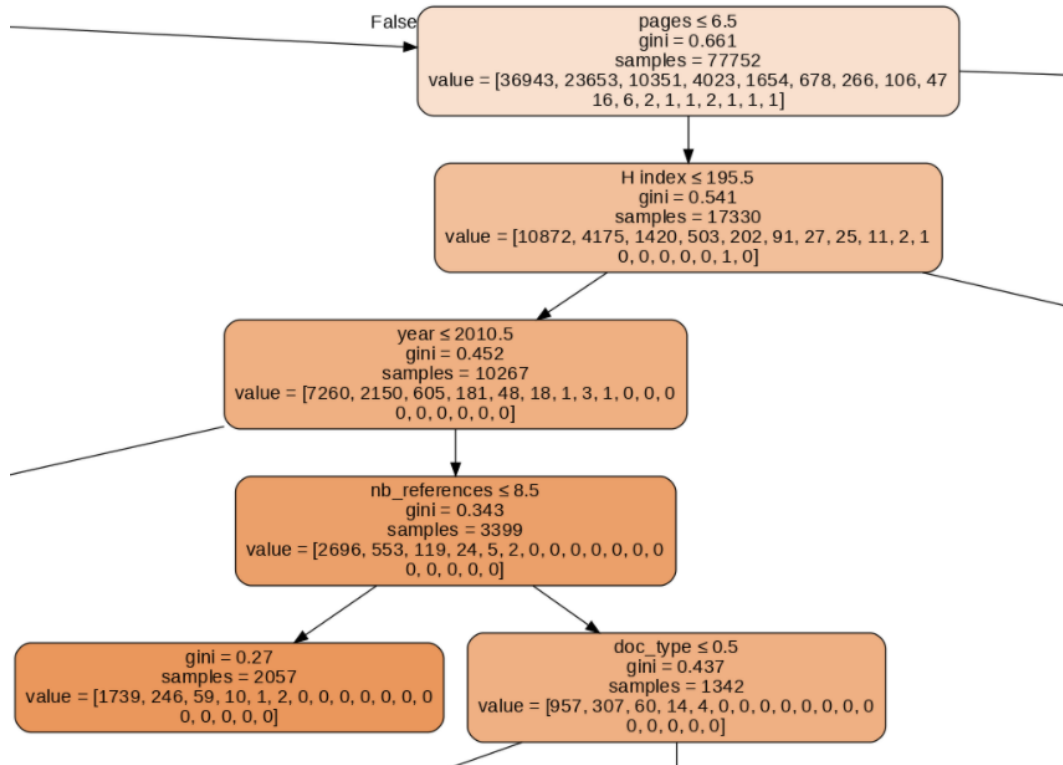 False
pages ≤ 6.5
gini = 0.661
samples = 77752
value = [36943, 23653, 10351, 4023, 1654, 678, 266, 106, 47
16, 6, 2, 1, 1, 2, 1, 1, 1]
H index ≤ 195.5
gini = 0.541
samples = 17330
value = [10872, 4175, 1420, 503, 202, 91, 27, 25, 11, 2, 1
0, 0, 0, 0, 0, 1, 0]
year ≤ 2010.5
gini = 0.452
samples = 10267
value = [7260, 2150, 605, 181, 48, 18, 1, 3, 1, 0, 0, 0
0, 0, 0, 0, 0, 0]
nb_references ≤ 8.5
gini = 0.343
samples = 3399
value = [2696, 553, 119, 24, 5, 2, 0, 0, 0, 0, 0, 0, 0
0, 0, 0, 0, 0]
gini = 0.27
samples = 2057
value = [1739, 246, 59, 10, 1, 2, 0, 0, 0, 0, 0, 0, 0
0, 0, 0, 0, 0]
doc_type ≤ 0.5
gini = 0.437
samples = 1342
value = [957, 307, 60, 14, 4, 0, 0, 0, 0, 0, 0, 0, 0
0, 0, 0, 0, 0]